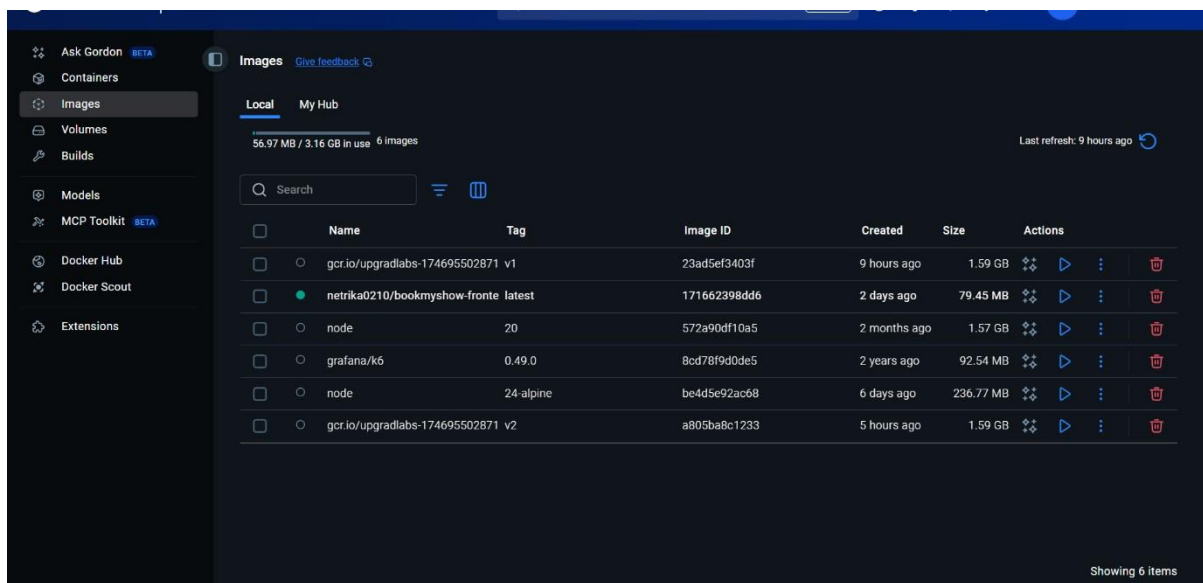 Ask Gordon BETA
Containers
Images
Volumes
Builds
Models
MCP Toolkit BETA
Docker Hub
Docker Scout
Extensions
Images Give feedback
Local My Hub
56.97 MB / 3.16 GB in use 6 images
Last refresh: 9 hours ago
Search
Name Tag Image ID Created Size Actions
gcr.io/upgradlabs-174695502871 v1 23ad5ef3403f 9 hours ago 1.59 GB
netrika0210/bookmyshow-fronte latest 171662398dd6 2 days ago 79.45 MB
node 20 572a90df10a5 2 months ago 1.57 GB
grafana/k6 0.49.0 8cd78f9d0de5 2 years ago 92.54 MB
node 24-alpine be4d5e92ac68 6 days ago 236.77 MB
gcr.io/upgradlabs-174695502871 v2 a805ba8c1233 5 hours ago 1.59 GB
Showing 6 items